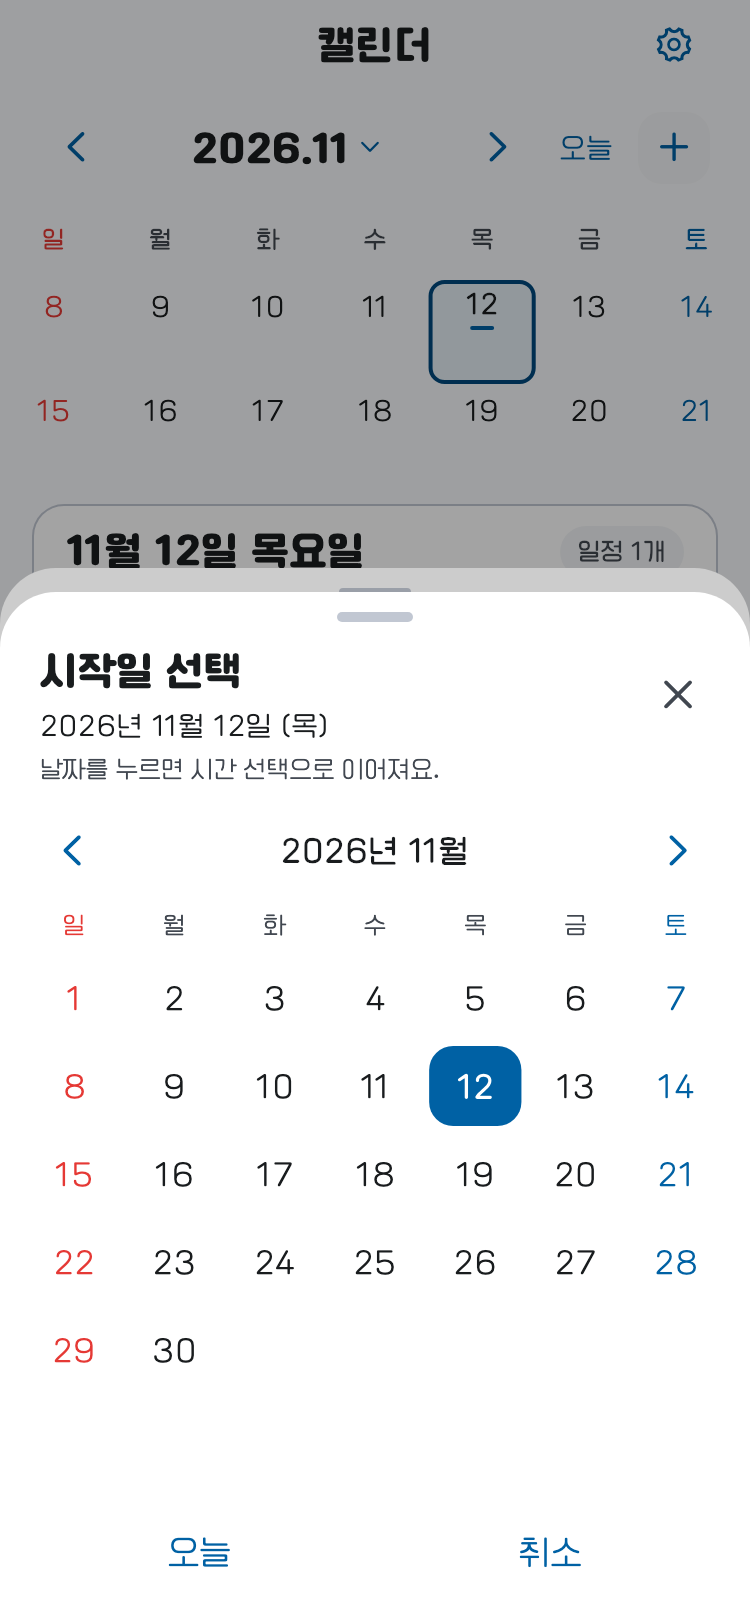 캘린더
2026.11 오늘
일 월 화 수 목 금 토
8 9 10 11 12 13 14
15 16 17 18 19 20 21
11월 12일 목요일 일정 1개
시작일 선택
2026년 11월 12일 (목)
날짜를 누르면 시간 선택으로 이어져요.
2026년 11월
일 월 화 수 목 금 토
1 2 3 4 5 6 7
8 9 10 11 12 13 14
15 16 17 18 19 20 21
22 23 24 25 26 27 28
29 30
오늘 취소